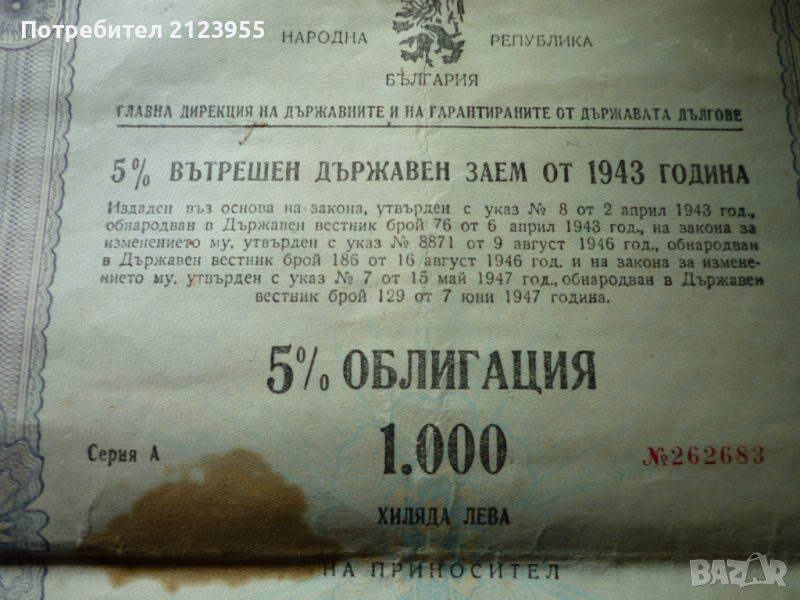 Потребител 2123955
НАРОДНА РЕПУБЛИКА
БЪЛГАРИЯ
ГЛАВНА ДИРЕКЦИЯ НА ДЪРЖАВНИТЕ И НА ГАРАНТИРАНИТЕ ОТ ДЪРЖАВАТА ДЪЛГОВЕ
5% ВЪТРЕШЕН ДЪРЖАВЕН ЗАЕМ ОТ 1943 ГОДИНА
Издаден въз основа на закона, утвърден с указ № 8 от 2 април 1943 год.,
обнародван в Държавен вестник брой 76 от 6 април 1943 год., на закона за
изменението му, утвърден с указ № 8871 от 9 август 1946 год., обнародван
в Държавен вестник брой 186 от 16 август 1946 год. и на закона за измене-
нието му, утвърден с указ № 7 от 15 май 1947 год., обнародван в Държавен
вестник брой 129 от 7 юни 1947 година.
5% ОБЛИГАЦИЯ
Серия А 1.000 №262683
ХИЛЯДА ЛЕВА
НА ПРИНОСИТЕЛ
BAZAR